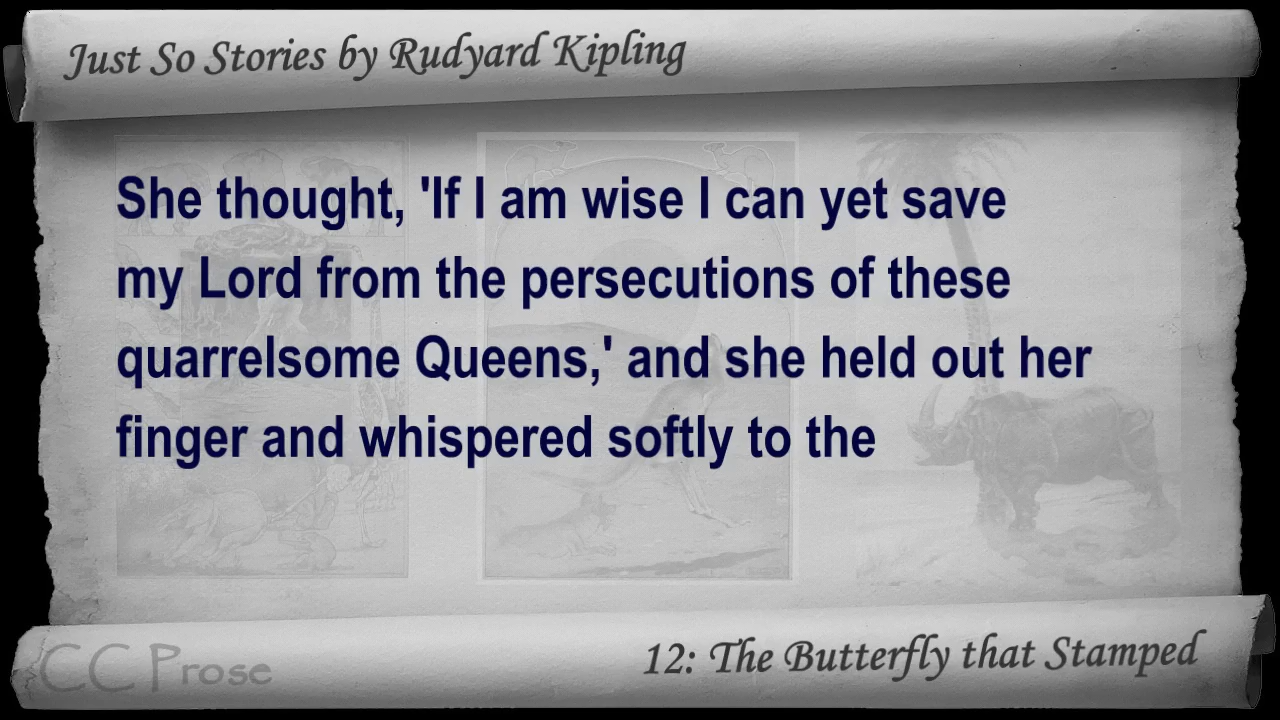 Just So Stories by Rudyard Kipling
She thought, 'If I am wise I can yet save
my Lord from the persecutions of these
quarrelsome Queens,' and she held out her
finger and whispered softly to the
CC Prose
12: The Butterfly that Stamped